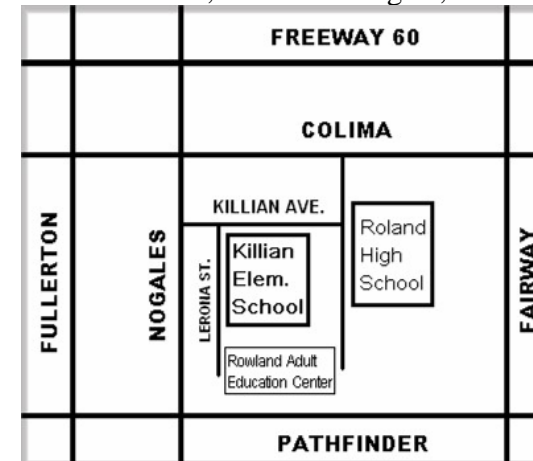 FREEWAY 60
COLIMA
KILLIAN AVE.
FULLERTON
NOGALES
LERONA ST.
Killian
Elem.
School
Roland
High
School
FAIRWAY
Rowland Adult
Education Center
PATHFINDER